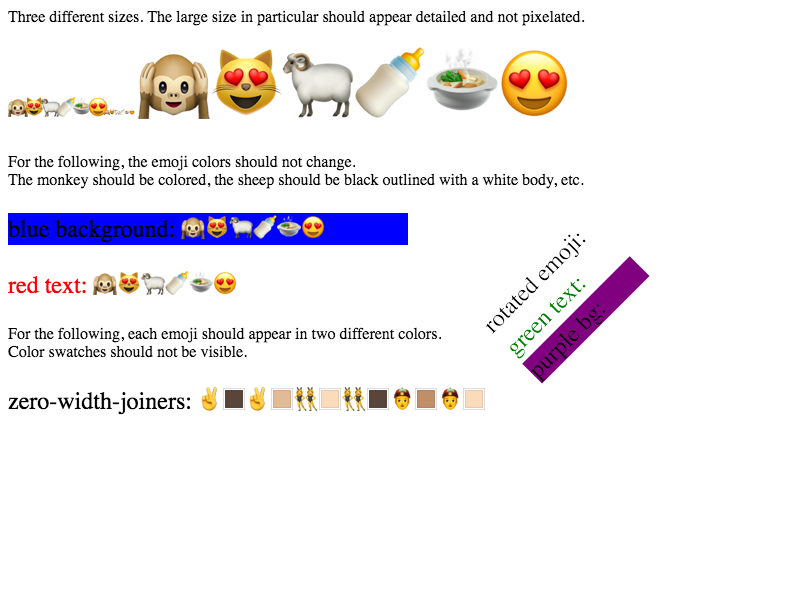 Three different sizes. The large size in particular should appear detailed and not pixelated.
For the following, the emoji colors should not change.
The monkey should be colored, the sheep should be black outlined with a white body, etc.
blue background: 🙉😻🐏🍼🍲😍
red text: 🙉😻🐏🍼🍲😍
rotated emoji:
green text:
purple bg:
For the following, each emoji should appear in two different colors.
Color swatches should not be visible.
zero-width-joiners: ✌🏿✌🏼👯🏻👯🏿👲🏽👲🏻